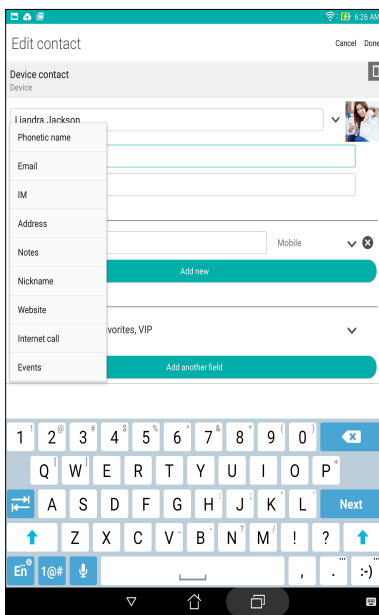 6:26 AM
Edit contact
Cancel Done
Device contact
Device
Liandra Jackson
Phonetic name
Email
IM
Address
Notes
Nickname
Website
Internet call
Events
Mobile
Add new
vorites, VIP
Add another field
1 ! 2 @ 3 # 4 $ 5 % 6 ^ 7 & 8 * 9 ( 0 )
Q [ W ] E R T Y U I O P *
A S D F G H : J ; K " L ' Next
Z X C V - B ' N ? M / ! ?
En 1@# , . ... :-) ...